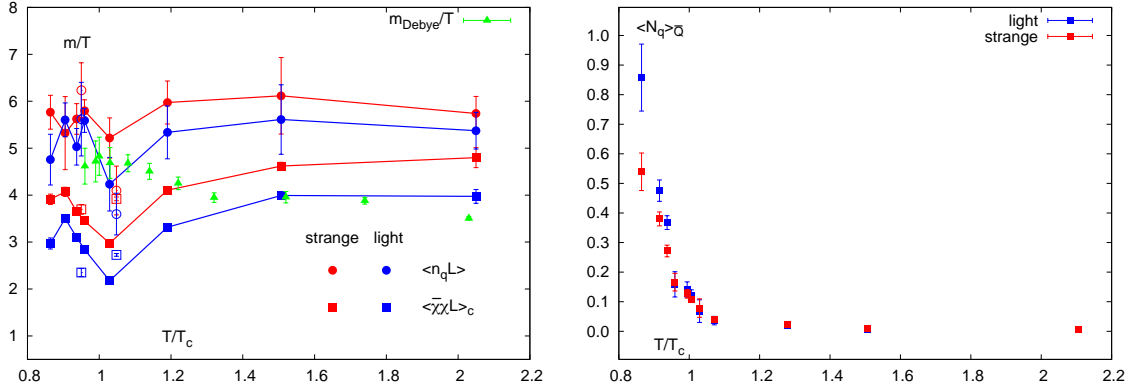 8
7
6
5
4
3
2
1
m/T
m_Debye/T
strange light
<n_qL>
<χ̄χL>_c
T/T_c
0.8 1 1.2 1.4 1.6 1.8 2 2.2
<N_q>_Q̄
light
strange
1.0
0.9
0.8
0.7
0.6
0.5
0.4
0.3
0.2
0.1
0.0
T/T_c
0.8 1 1.2 1.4 1.6 1.8 2 2.2